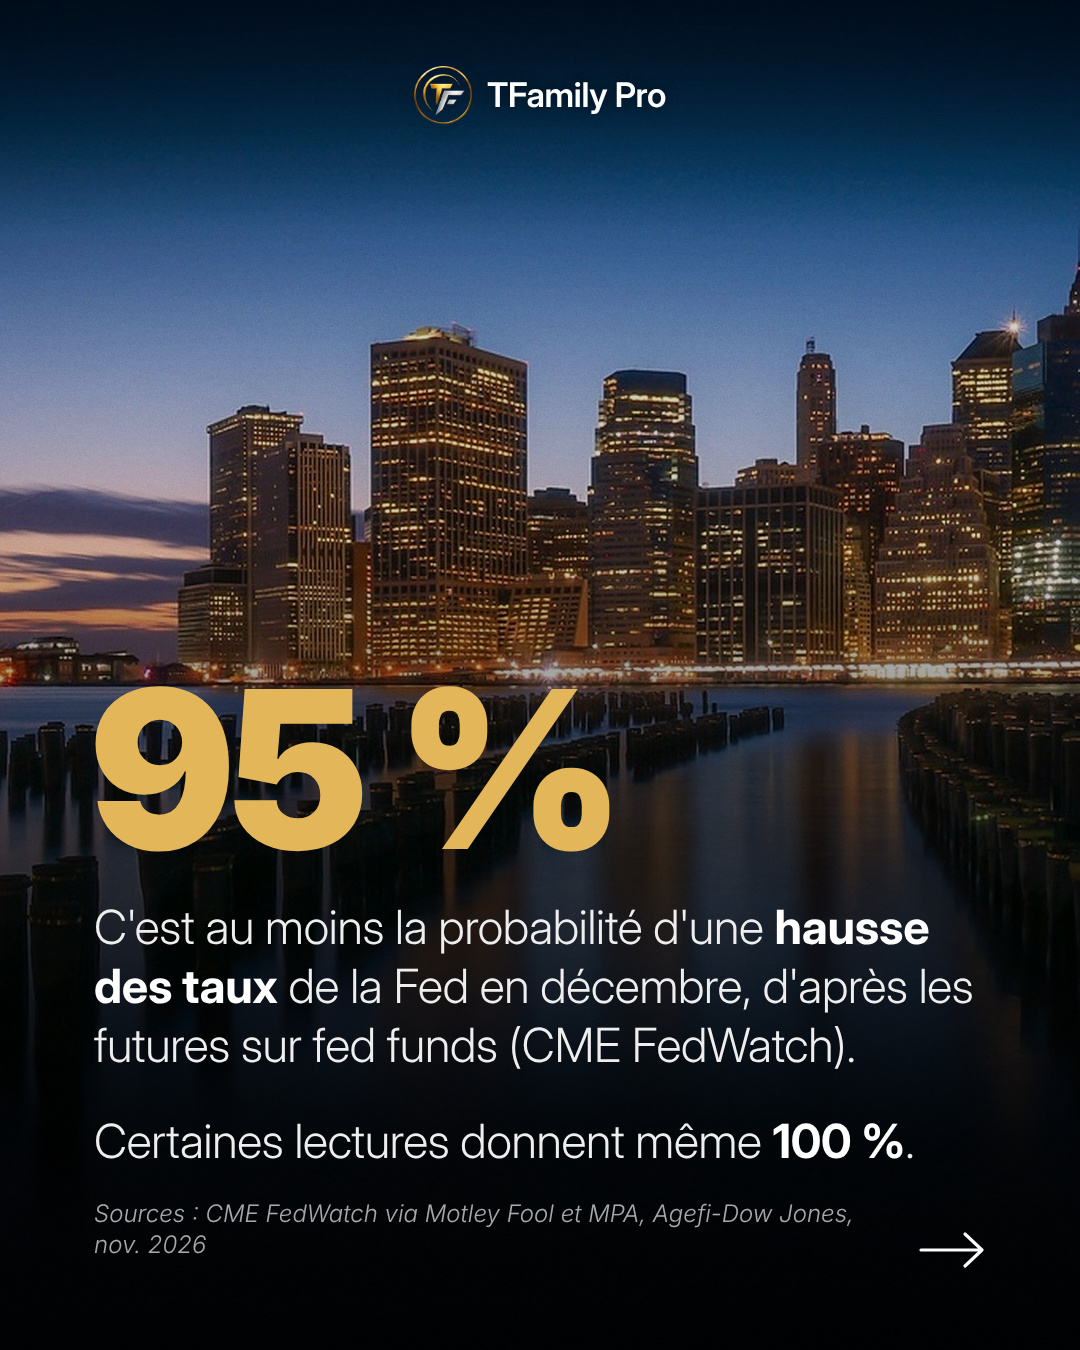 TFamily Pro
95 %
C'est au moins la probabilité d'une hausse
des taux de la Fed en décembre, d'après les
futures sur fed funds (CME FedWatch).
Certaines lectures donnent même 100 %.
Sources : CME FedWatch via Motley Fool et MPA, Agefi-Dow Jones,
nov. 2026